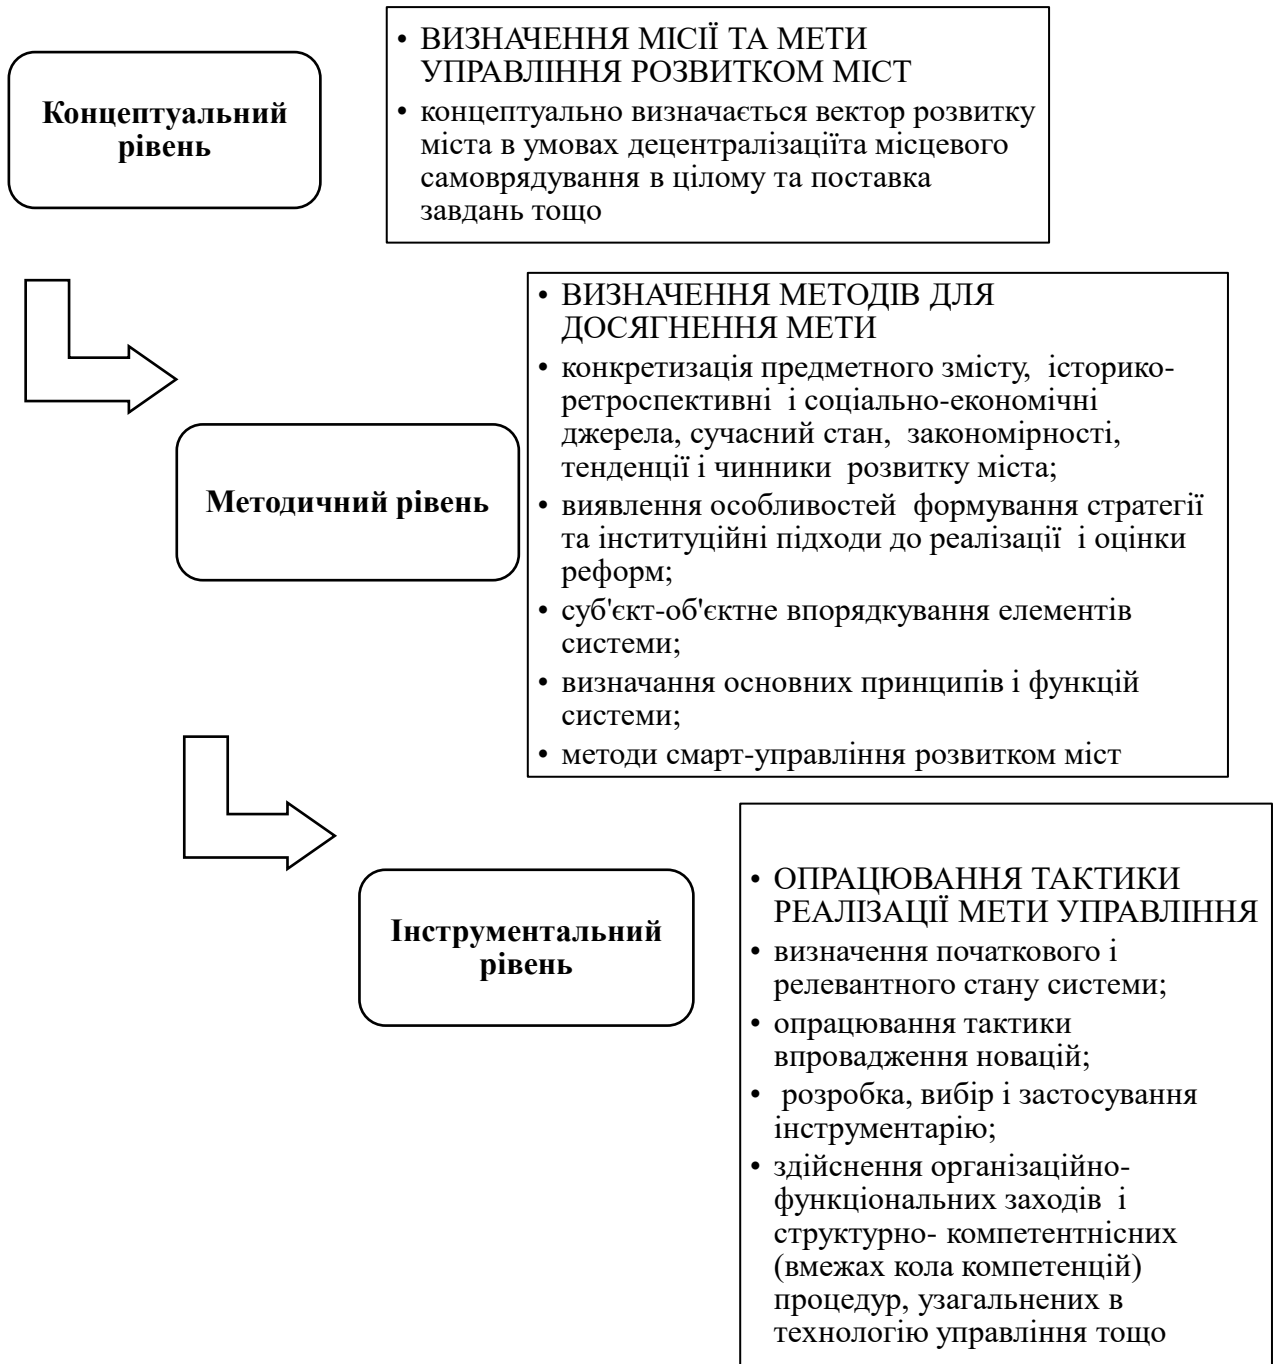 Концептуальний
рівень
• ВИЗНАЧЕННЯ МІСІЇ ТА МЕТИ
УПРАВЛІННЯ РОЗВИТКОМ МІСТ
• концептуально визначається вектор розвитку
міста в умовах децентралізаціїта місцевого
самоврядування в цілому та поставка
завдань тощо
Методичний рівень
• ВИЗНАЧЕННЯ МЕТОДІВ ДЛЯ
ДОСЯГНЕННЯ МЕТИ
• конкретизація предметного змісту, історико-
ретроспективні і соціально-економічні
джерела, сучасний стан, закономірності,
тенденції і чинники розвитку міста;
• виявлення особливостей формування стратегії
та інституційні підходи до реалізації і оцінки
реформ;
• суб'єкт-об'єктне впорядкування елементів
системи;
• визначання основних принципів і функцій
системи;
• методи смарт-управління розвитком міст
Інструментальний
рівень
• ОПРАЦЮВАННЯ ТАКТИКИ
РЕАЛІЗАЦІЇ МЕТИ УПРАВЛІННЯ
• визначення початкового і
релевантного стану системи;
• опрацювання тактики
впровадження новацій;
• розробка, вибір і застосування
інструментарію;
• здійснення організаційно-
функціональних заходів і
структурно- компетентнісних
(вмежах кола компетенцій)
процедур, узагальнених в
технологію управління тощо